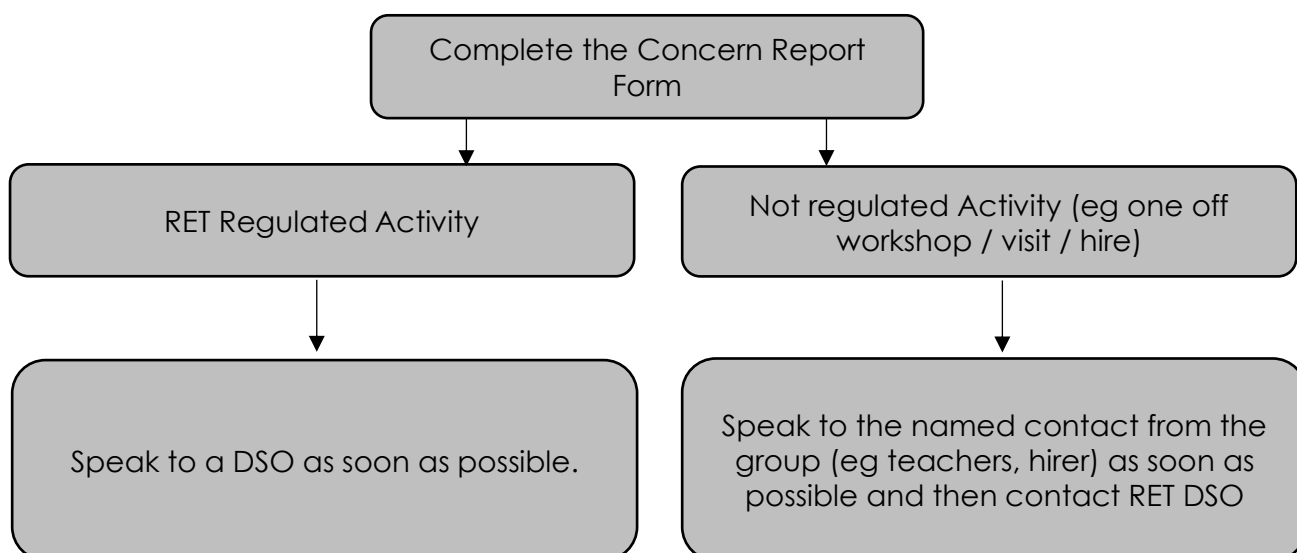 Complete the Concern Report
Form
RET Regulated Activity
Not regulated Activity (eg one off
workshop / visit / hire)
Speak to a DSO as soon as possible.
Speak to the named contact from the
group (eg teachers, hirer) as soon as
possible and then contact RET DSO